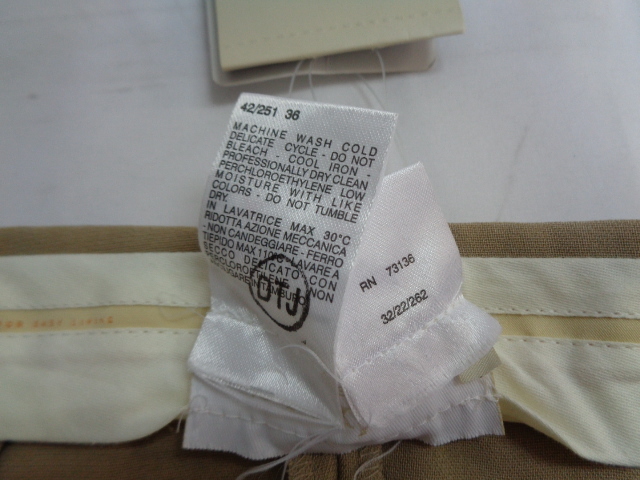 42/251 36
MACHINE WASH COLD
DELICATE CYCLE - DO NOT
BLEACH - COOL IRON -
PROFESSIONALLY DRY CLEAN
PERCHLOROETHYLENE LOW
MOISTURE WITH LIKE
COLORS - DO NOT TUMBLE
DRY.
IN LAVATRICE MAX 30°C
RIDOTTA AZIONE MECCANICA
- NON CANDEGGIARE - FERRO
TIEPIDO MAX 110°C LAVARE A
SECCO DELICATO CON
NON
DTJ
RN 73136
32/22/262